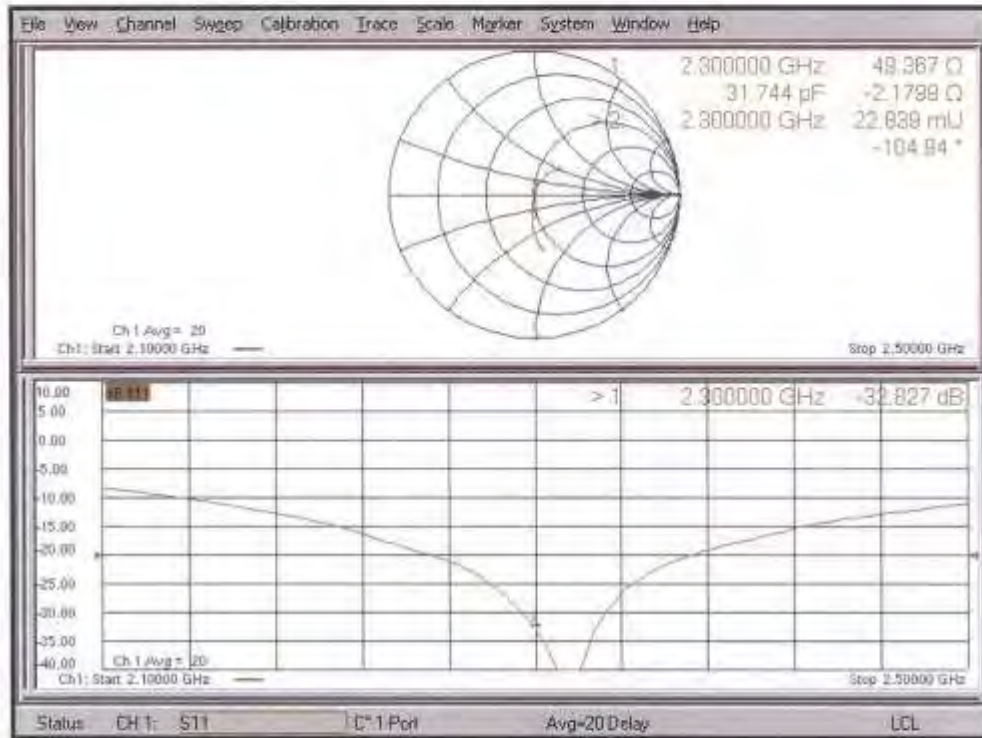 File View Channel Sweep Calibration Trace Scale Marker System Window Help
1 2.300000 GHz 49.367 Ω
31.744 pF -2.1799 Ω
> 2 2.300000 GHz 22.839 mU
-104.94 °
Ch 1 Avg = 20
Ch1: Start 2.10000 GHz
Stop 2.50000 GHz
10.00
> 1 2.300000 GHz -32.827 dB
5.00
0.00
-5.00
-10.00
-15.00
-20.00
-25.00
-30.00
-35.00
-40.00
Ch 1 Avg = 20
Ch1: Start 2.10000 GHz
Stop 2.50000 GHz
Status CH 1: S11 C* 1-Port Avg=20 Delay LCL